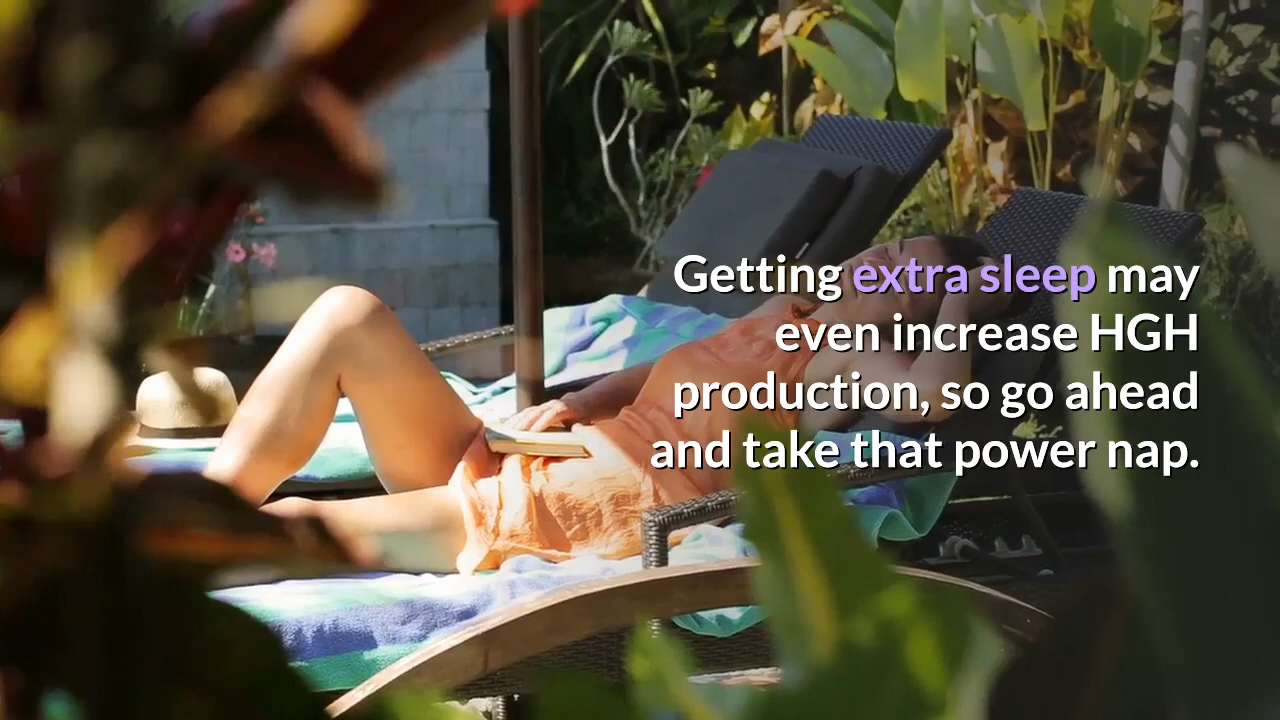 Getting extra sleep may
even increase HGH
production, so go ahead
and take that power nap.